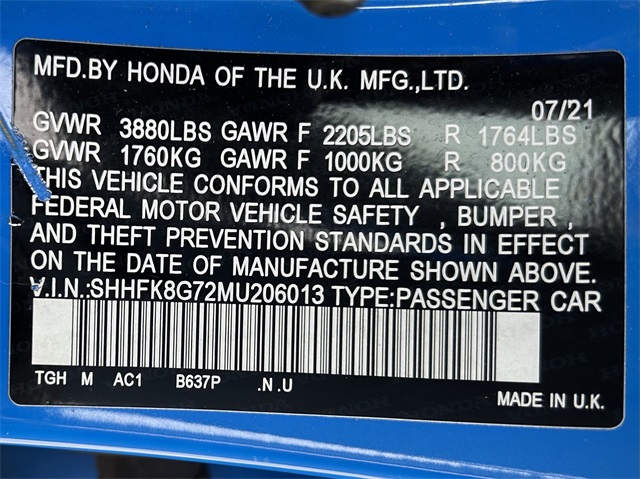 MFD.BY HONDA OF THE U.K. MFG.,LTD.
07/21
GVWR 3880LBS GAWR F 2205LBS R 1764LBS
GVWR 1760KG GAWR F 1000KG R 800KG
THIS VEHICLE CONFORMS TO ALL APPLICABLE
FEDERAL MOTOR VEHICLE SAFETY , BUMPER ,
AND THEFT PREVENTION STANDARDS IN EFFECT
ON THE DATE OF MANUFACTURE SHOWN ABOVE.
V.I.N.:SHHFK8G72MU206013 TYPE:PASSENGER CAR
TGH M AC1 B637P .N.U
MADE IN U.K.